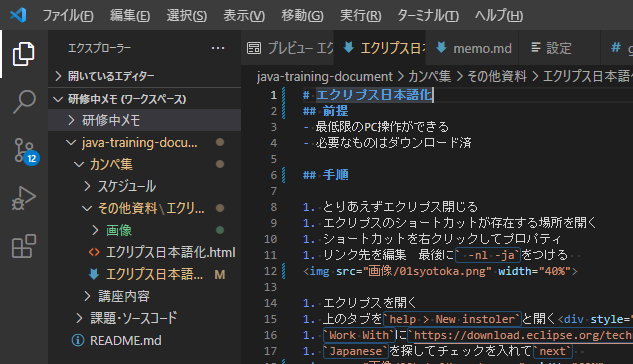 ファイル(F) 編集(E) 選択(S) 表示(V) 移動(G) 実行(R) ターミナル(T) ヘルプ(H)
エクスプローラー ...
プレビュー エク エクリプス日本 memo.md 設定 g
開いているエディター
java-training-document > カンペ集 > その他資料 > エクリプス日本語
研修中メモ (ワークスペース)
研修中メモ
java-training-docu...
カンペ集
スケジュール
その他資料\エクリ...
画像
エクリプス日本語化.html
エクリプス日本語... M
講座内容
課題・ソースコード
README.md
12
1 # エクリプス日本語化
2 ## 前提
3 - 最低限のPC操作ができる
4 - 必要なものはダウンロード済
5
6 ## 手順
7
8 1. とりあえずエクリプス閉じる
9 1. エクリプスのショートカットが存在する場所を開く
10 1. ショートカットを右クリックしてプロパティ
11 1. リンク先を編集 最後に` -nl -ja`をつける
12 <img src="画像/01syotoka.png" width="40%">
13
14 1. エクリプスを開く
15 1. 上のタブを`help > New instoler`と開く<div style="
16 1. `Work With`に`https://download.eclipse.org/tech
17 1. `Japanese`を探してチェックを入れて`next`